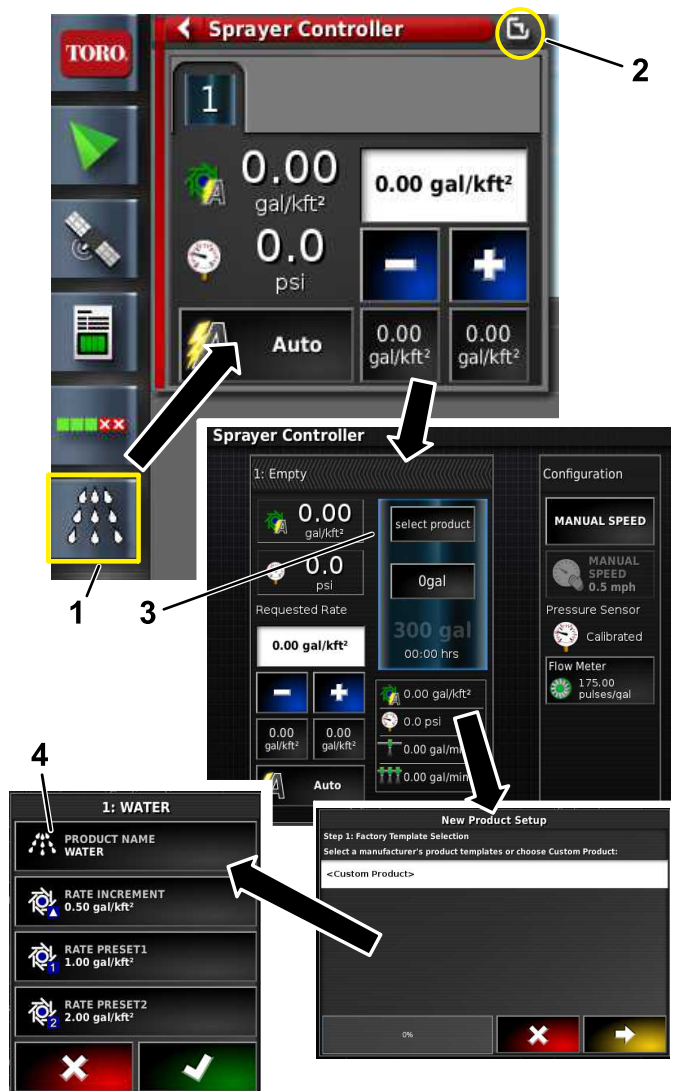 TORO.
Sprayer Controller
2
1
0.00
gal/kft²
0.00 gal/kft²
0.0
psi
Auto
0.00
gal/kft²
0.00
gal/kft²
1
Sprayer Controller
1: Empty
0.00
gal/kft²
0.0
psi
Requested Rate
0.00 gal/kft²
0.00
gal/kft²
0.00
gal/kft²
Auto
3
select product
0gal
300 gal
00:00 hrs
0.00 gal/kft²
0.0 psi
0.00 gal/min
Configuration
MANUAL SPEED
MANUAL
SPEED
0.5 mph
Pressure Sensor
Calibrated
Flow Meter
175.00
pulses/gal
4
1: WATER
PRODUCT NAME
WATER
RATE INCREMENT
0.50 gal/kft²
RATE PRESET1
1.00 gal/kft²
RATE PRESET2
2.00 gal/kft²
New Product Setup
Step 1: Factory Template Selection
Select a manufacturer's product templates or choose Custom Product:
<Custom Product>
0%